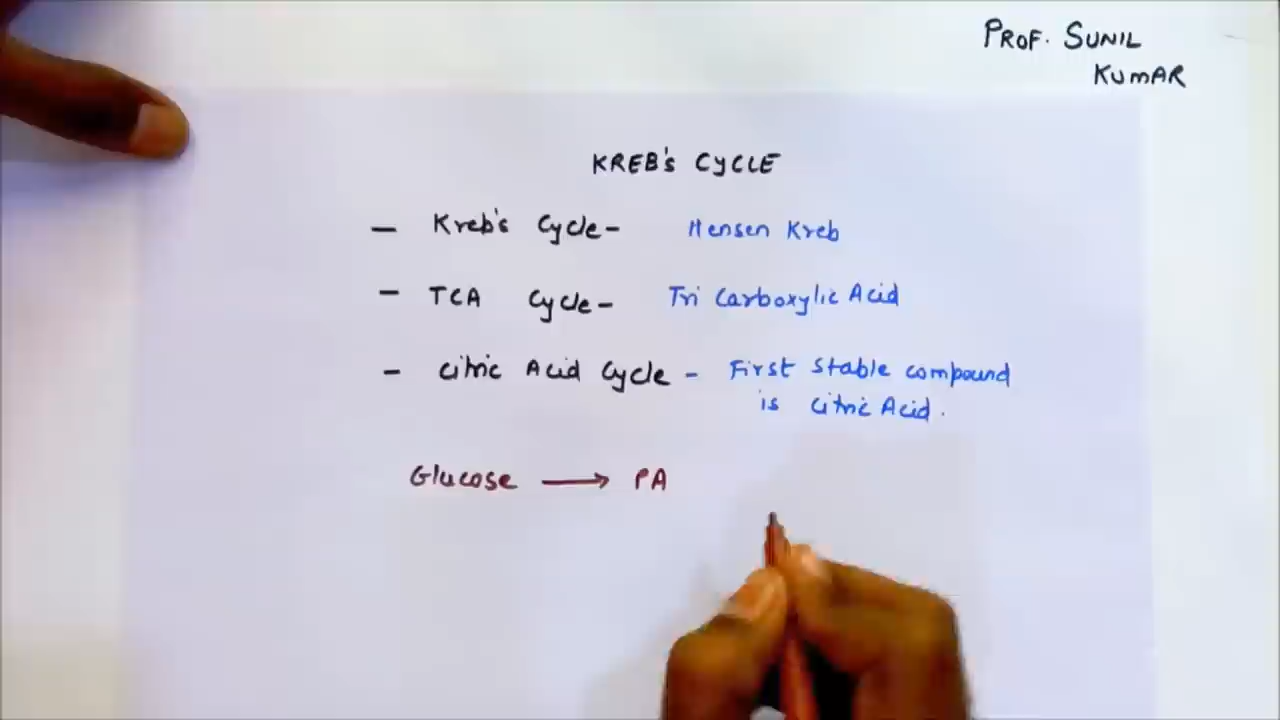 PROF. SUNIL
KUMAR
KREB's CYCLE
- Kreb's Cycle- Hensen Kreb
- TCA Cycle- Tri Carboxylic Acid
- Citric Acid Cycle - First stable compound
is Citric Acid.
Glucose → PA